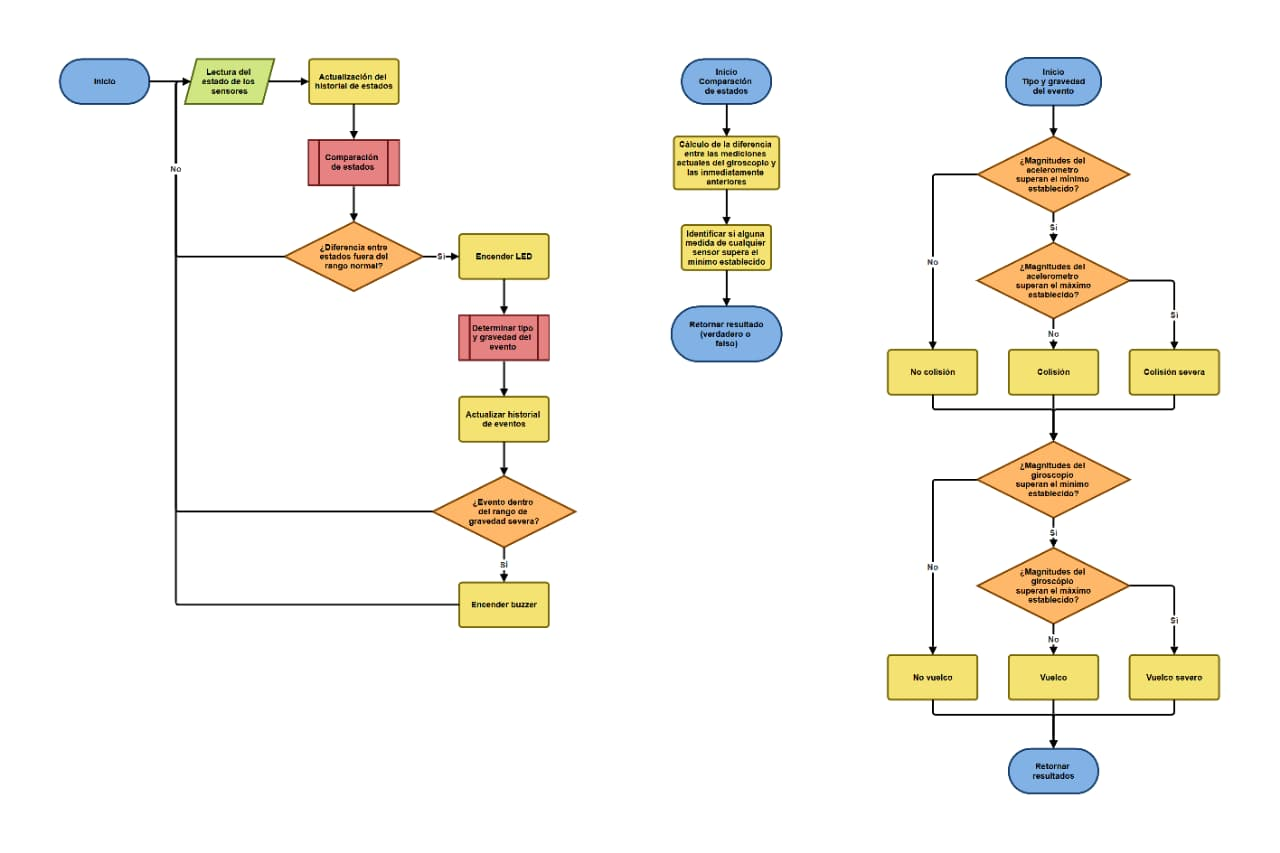 Inicio
Lectura del
estado de los
sensores
Actualización del
historial de estados
Comparación
de estados
No
¿Diferencia entre
estados fuera del
rango normal?
Sí
Encender LED
Determinar tipo
y gravedad del
evento
Actualizar historial
de eventos
¿Evento dentro
del rango de
gravedad severa?
Sí
Encender buzzer
Inicio
Comparación
de estados
Cálculo de la diferencia
entre las mediciones
actuales del giroscopio y
las inmediatamente
anteriores
Identificar si alguna
medida de cualquier
sensor supera el
mínimo establecido
Retornar resultado
(verdadero o
falso)
Inicio
Tipo y gravedad
del evento
¿Magnitudes del
acelerometro
superan el mínimo
establecido?
Sí
No
¿Magnitudes del
acelerometro
superan el máximo
establecido?
Sí
No
No colisión
Colisión
Colisión severa
¿Magnitudes del
giroscopio
superan el mínimo
establecido?
Sí
No
¿Magnitudes del
giroscópio
superan el máximo
establecido?
Sí
No
No vuelco
Vuelco
Vuelco severo
Retornar
resultados